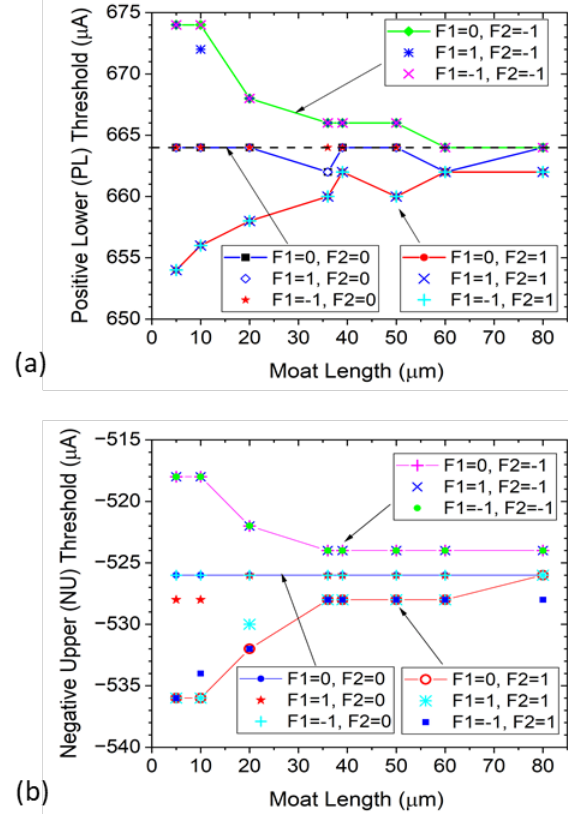 675
670
665
660
655
650
Positive Lower (PL) Threshold (μA)
F1=0, F2=-1
F1=1, F2=-1
F1=-1, F2=-1
F1=0, F2=0
F1=1, F2=0
F1=-1, F2=0
F1=0, F2=1
F1=1, F2=1
F1=-1, F2=1
0 10 20 30 40 50 60 70 80 90
Moat Length (μm)
(a)
−515
−520
−525
−530
−535
−540
Negative Upper (NU) Threshold (μA)
F1=0, F2=-1
F1=1, F2=-1
F1=-1, F2=-1
F1=0, F2=0
F1=1, F2=0
F1=-1, F2=0
F1=0, F2=1
F1=1, F2=1
F1=-1, F2=1
0 10 20 30 40 50 60 70 80 90
Moat Length (μm)
(b)